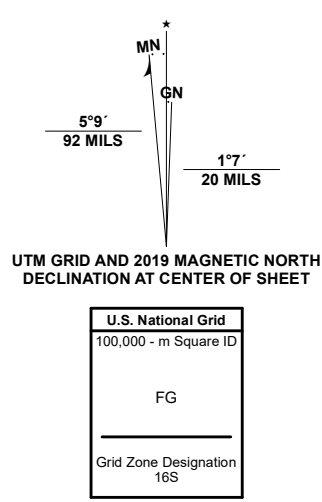 MN
GN
5°9´
92 MILS
1°7´
20 MILS
UTM GRID AND 2019 MAGNETIC NORTH
DECLINATION AT CENTER OF SHEET
U.S. National Grid
100,000 - m Square ID
FG
Grid Zone Designation
16S